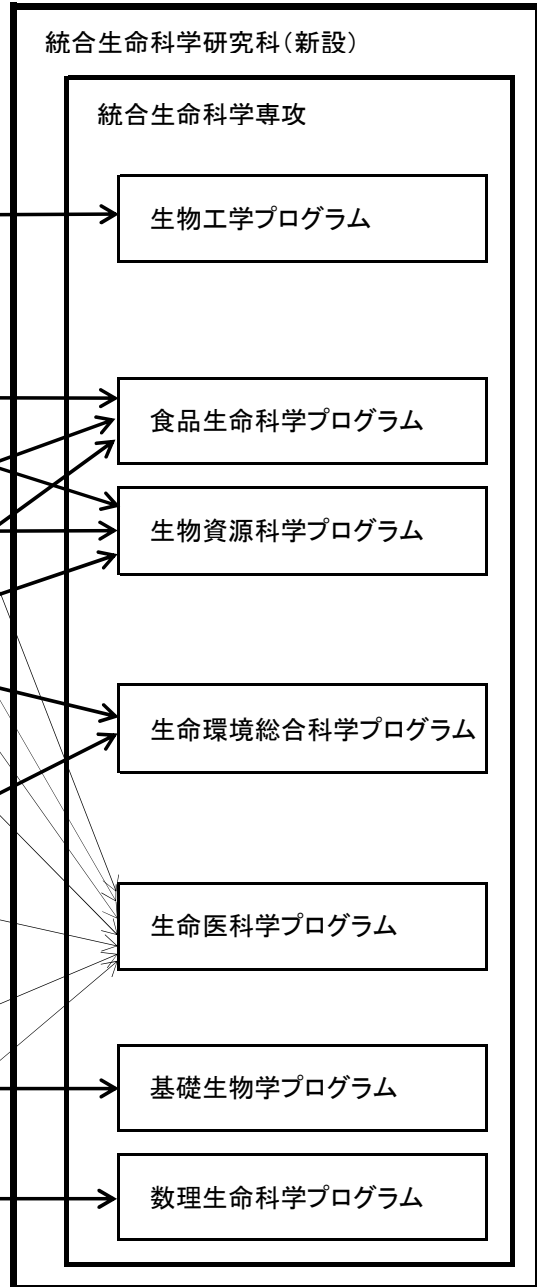 統合生命科学研究科（新設）
統合生命科学専攻
生物工学プログラム
食品生命科学プログラム
生物資源科学プログラム
生命環境総合科学プログラム
生命医科学プログラム
基礎生物学プログラム
数理生命科学プログラム